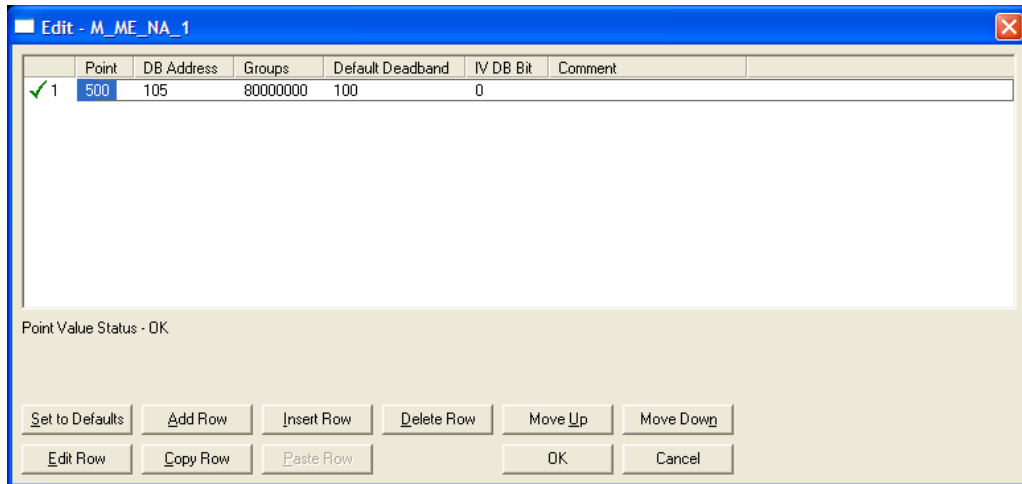 Edit - M_ME_NA_1
Point DB Address Groups Default Deadband IV DB Bit Comment
1 500 105 80000000 100 0
Point Value Status - OK
Set to Defaults Add Row Insert Row Delete Row Move Up Move Down
Edit Row Copy Row Paste Row OK Cancel